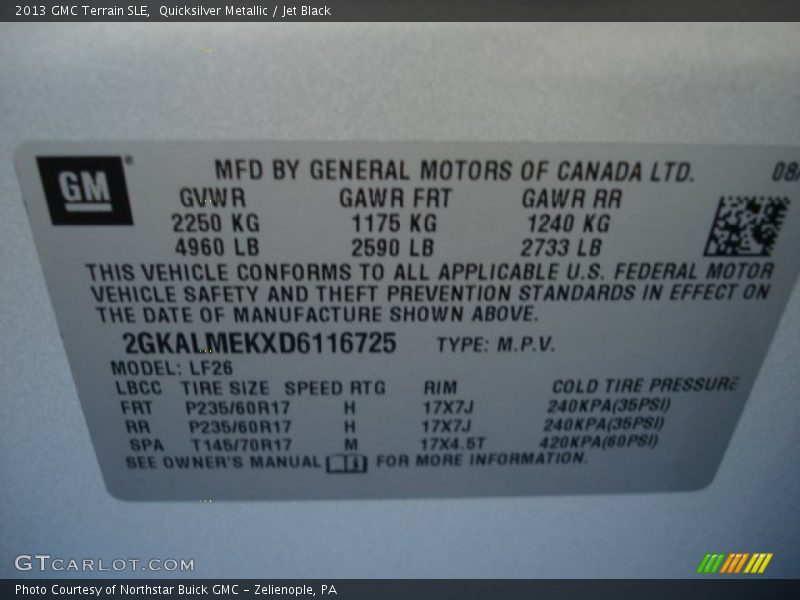 2013 GMC Terrain SLE,  Quicksilver Metallic / Jet Black
GM
MFD BY GENERAL MOTORS OF CANADA LTD.
GVWR GAWR FRT GAWR RR
2250 KG 1175 KG 1240 KG
4960 LB 2590 LB 2733 LB
THIS VEHICLE CONFORMS TO ALL APPLICABLE U.S. FEDERAL MOTOR
VEHICLE SAFETY AND THEFT PREVENTION STANDARDS IN EFFECT ON
THE DATE OF MANUFACTURE SHOWN ABOVE.
2GKALMEKXD6116725 TYPE: M.P.V.
MODEL: LF26
LBCC TIRE SIZE SPEED RTG RIM COLD TIRE PRESSURE
FRT P235/60R17 H 17X7J 240KPA(35PSI)
RR P235/60R17 H 17X7J 240KPA(35PSI)
SPA T145/70R17 M 17X4.5T 420KPA(60PSI)
SEE OWNER'S MANUAL FOR MORE INFORMATION.
GTCARLOT.COM
Photo Courtesy of Northstar Buick GMC - Zelienople, PA